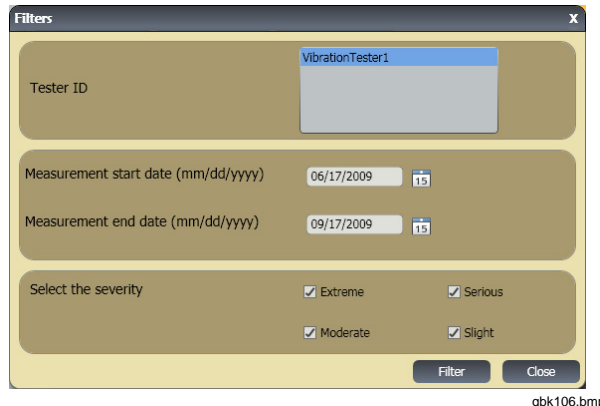 Filters X
VibrationTester1
Tester ID
Measurement start date (mm/dd/yyyy) 06/17/2009 15
Measurement end date (mm/dd/yyyy) 09/17/2009 15
Select the severity Extreme Serious
Moderate Slight
Filter Close
gbk106.bmp